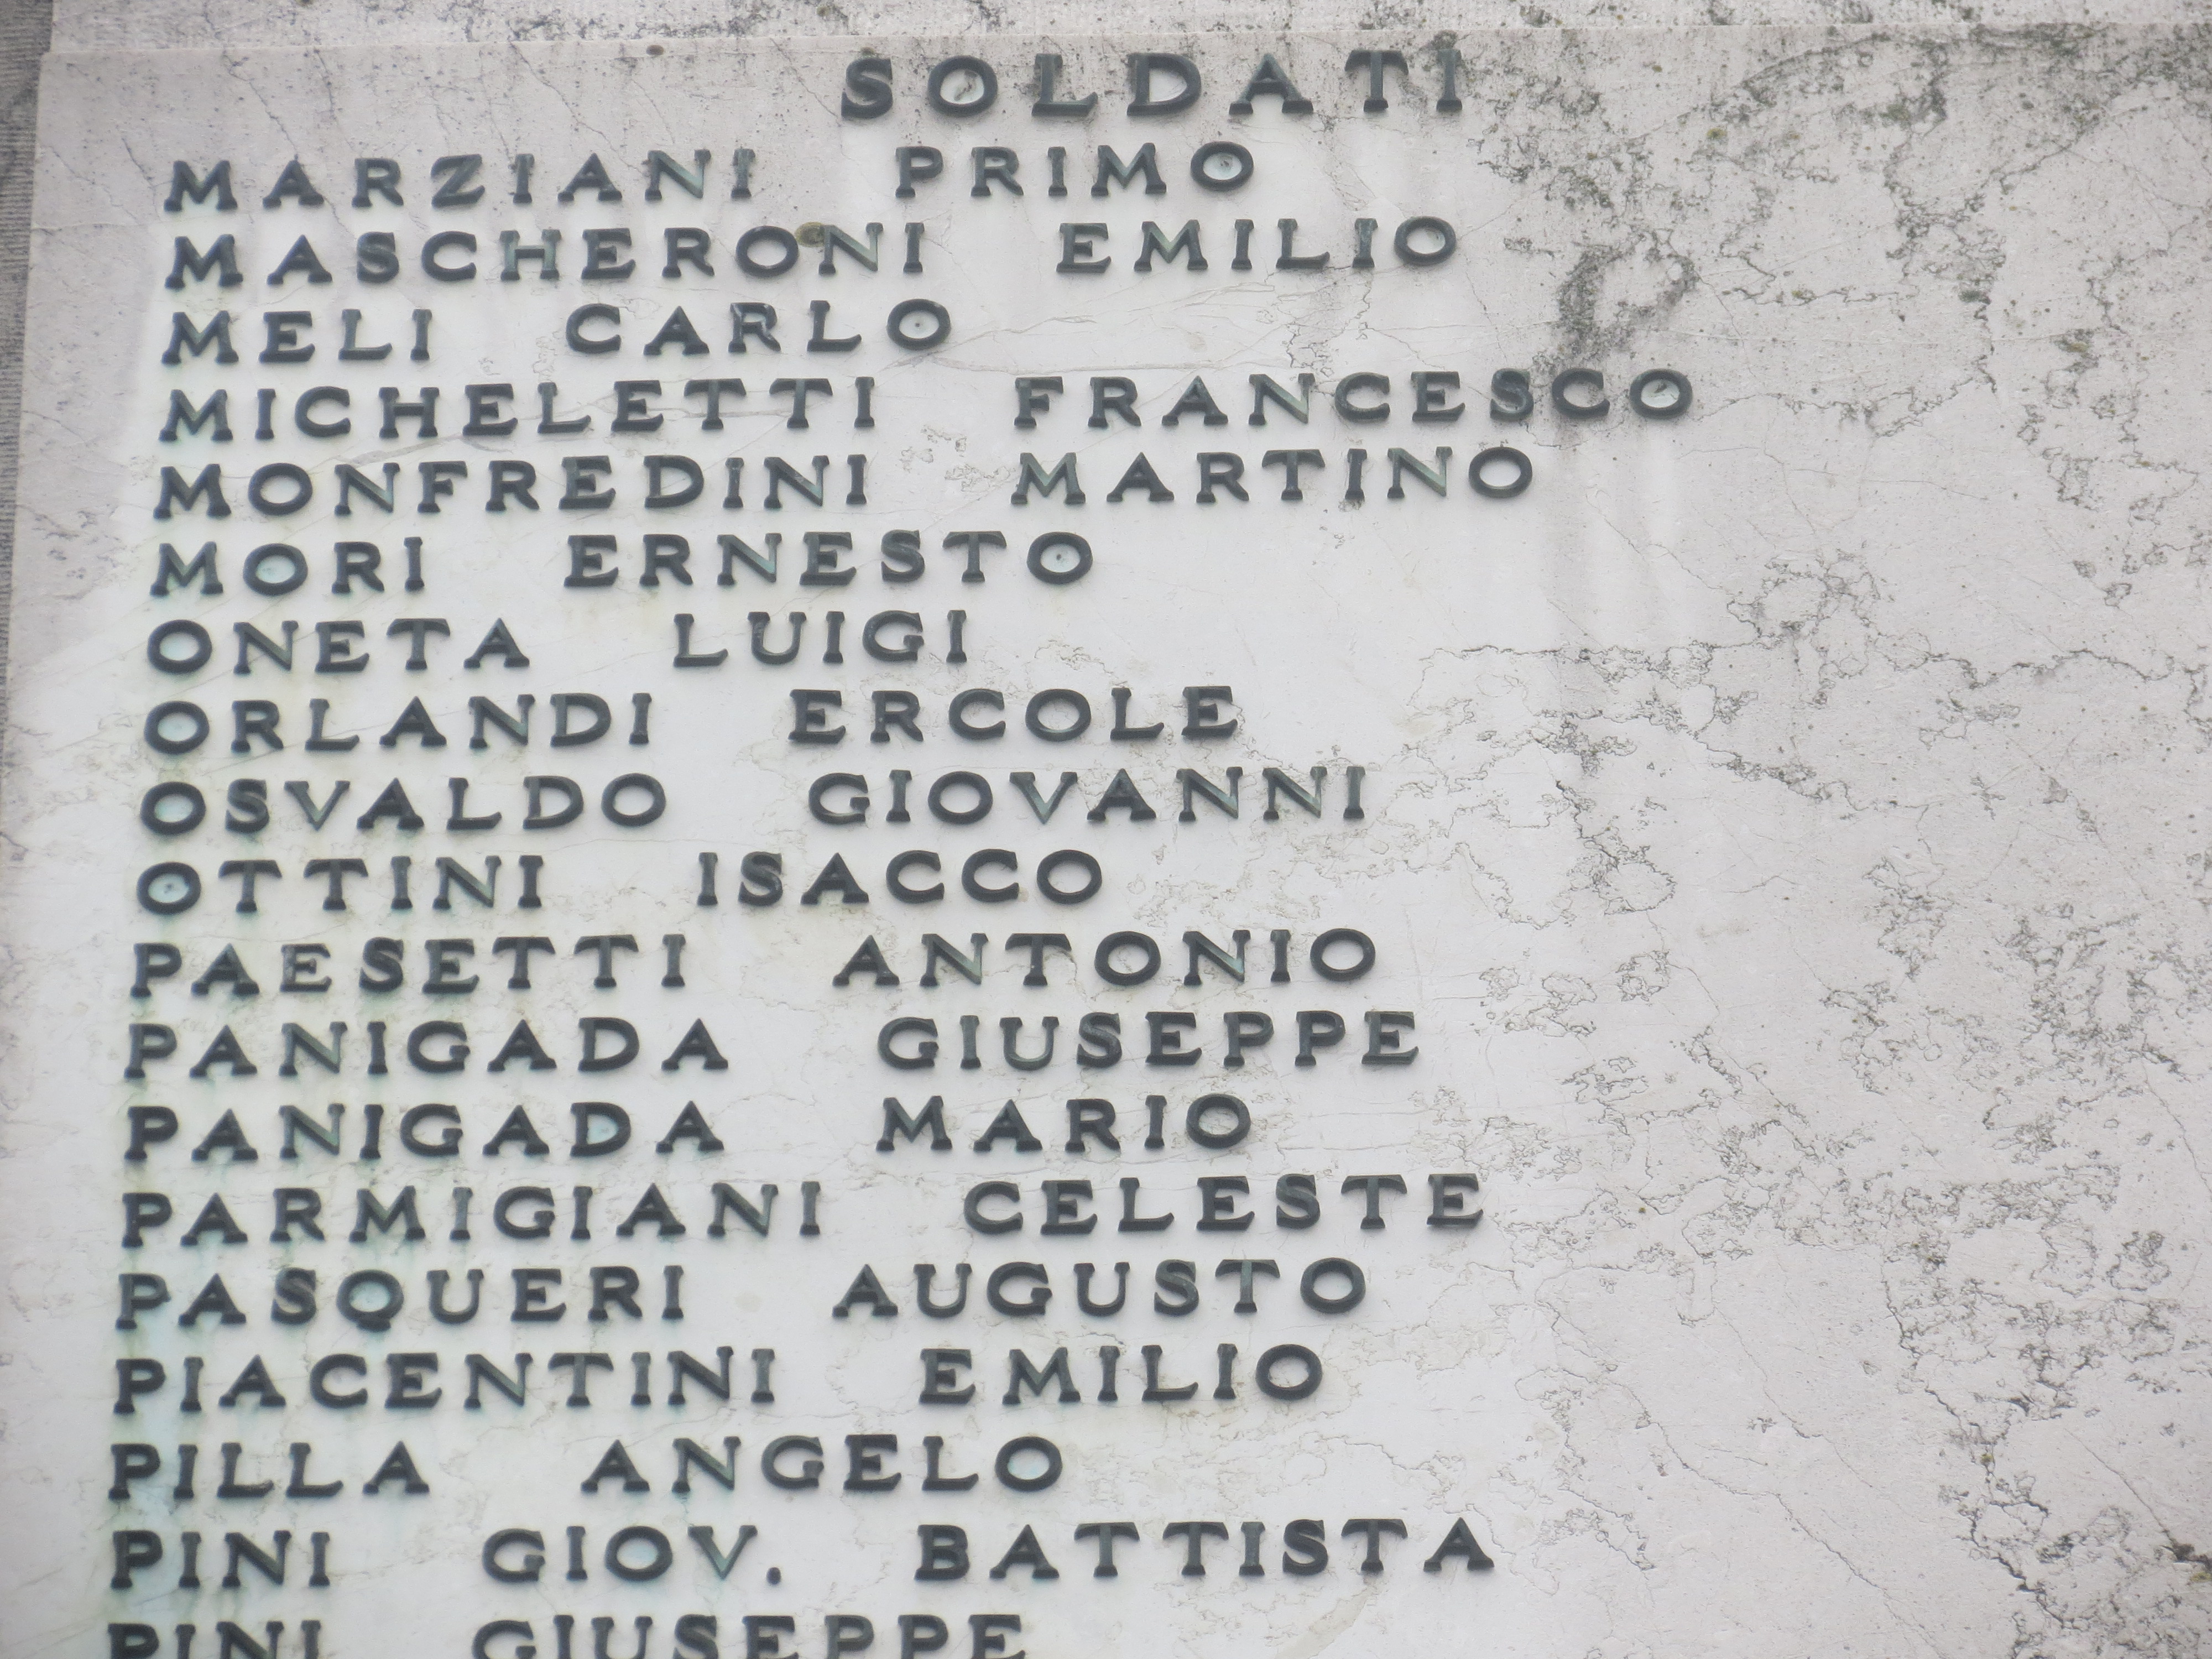 SOLDATI
MARZIANI PRIMO
MASCHERONI EMILIO
MELI CARLO
MICHELETTI FRANCESCO
MONFREDINI MARTINO
MORI ERNESTO
ONETA LUIGI
ORLANDI ERCOLE
OSVALDO GIOVANNI
OTTINI ISACCO
PAESETTI ANTONIO
PANIGADA GIUSEPPE
PANIGADA MARIO
PARMIGIANI CELESTE
PASQUERI AUGUSTO
PIACENTINI EMILIO
PILLA ANGELO
PINI GIOV. BATTISTA
PINI GIUSEPPE